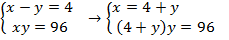 {x − y = 4 → {x = 4 + y
xy = 96 (4 + y)y = 96